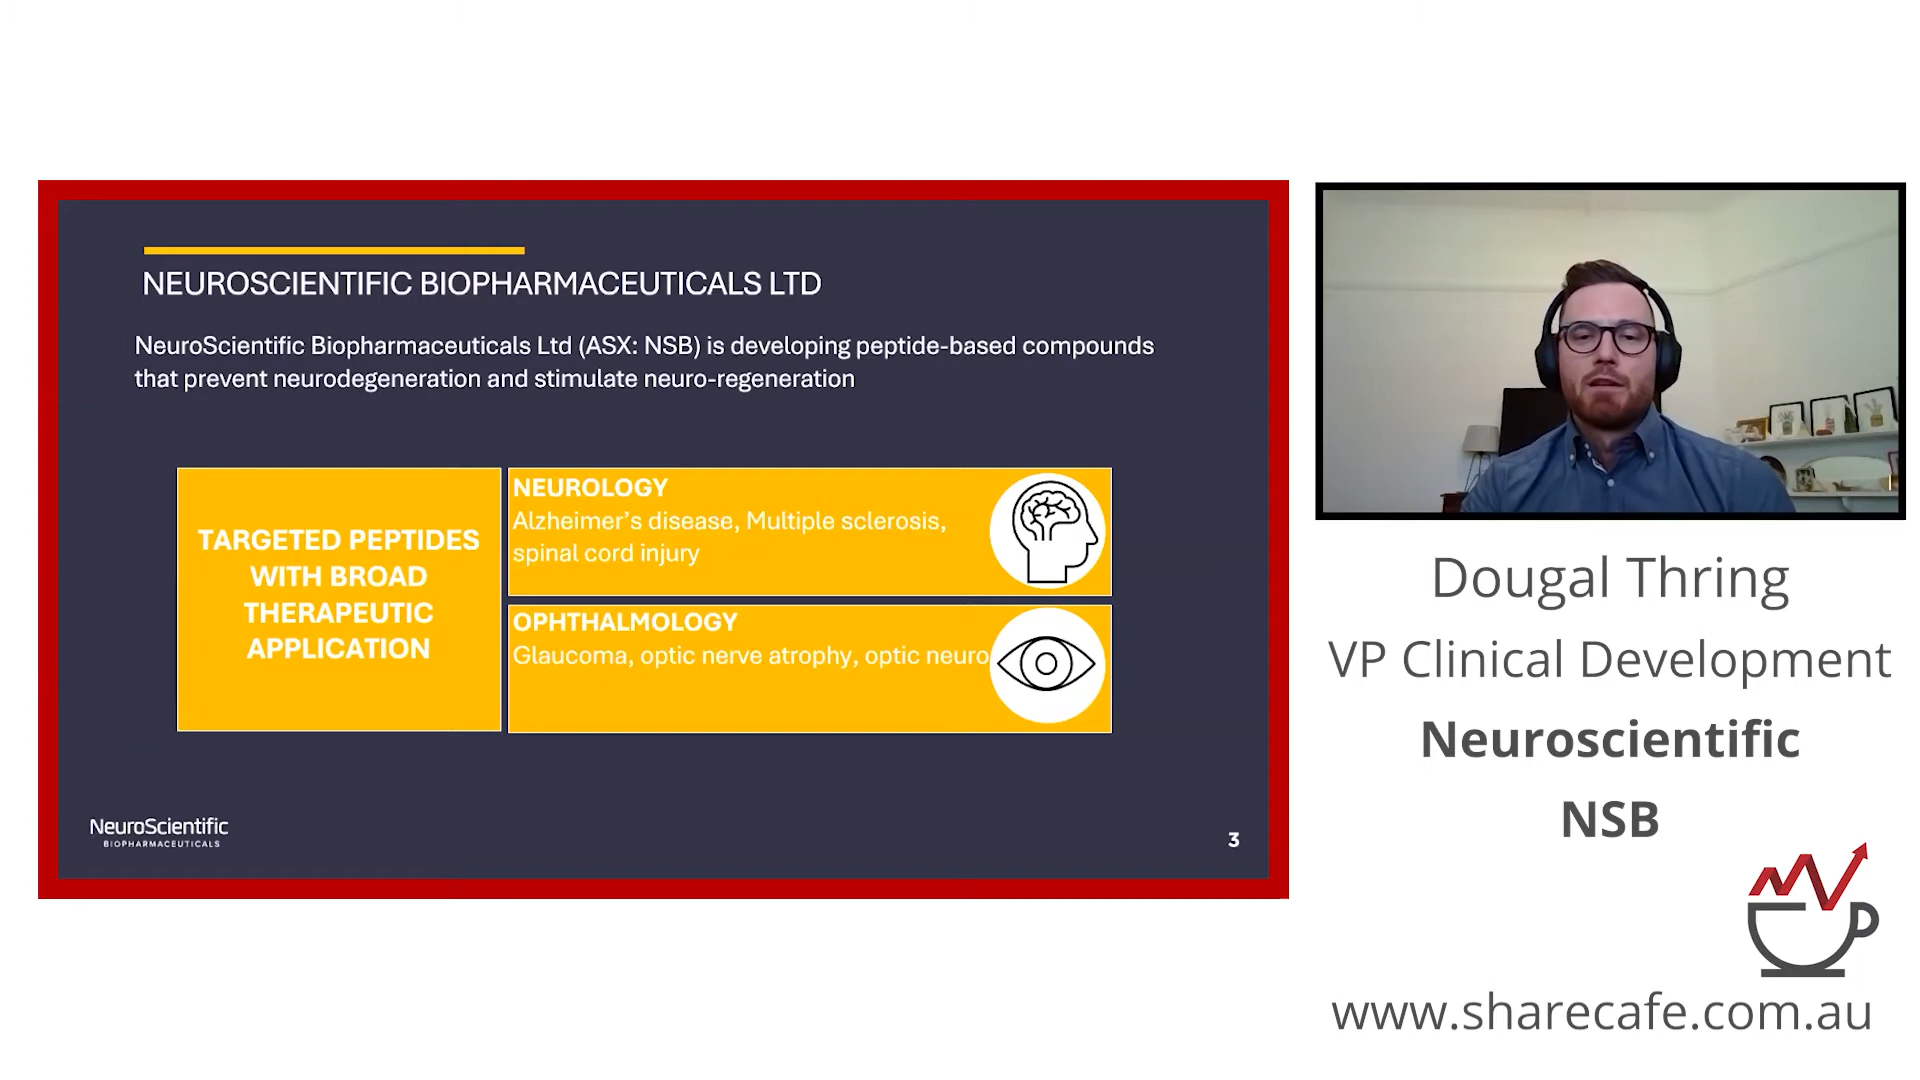 NEUROSCIENTIFIC BIOPHARMACEUTICALS LTD
NeuroScientific Biopharmaceuticals Ltd (ASX: NSB) is developing peptide-based compounds
that prevent neurodegeneration and stimulate neuro-regeneration
TARGETED PEPTIDES
WITH BROAD
THERAPEUTIC
APPLICATION
NEUROLOGY
Alzheimer’s disease, Multiple sclerosis,
spinal cord injury
OPHTHALMOLOGY
Glaucoma, optic nerve atrophy, optic neuro
NeuroScientific
BIOPHARMACEUTICALS
3
Dougal Thring
VP Clinical Development
Neuroscientific
NSB
www.sharecafe.com.au